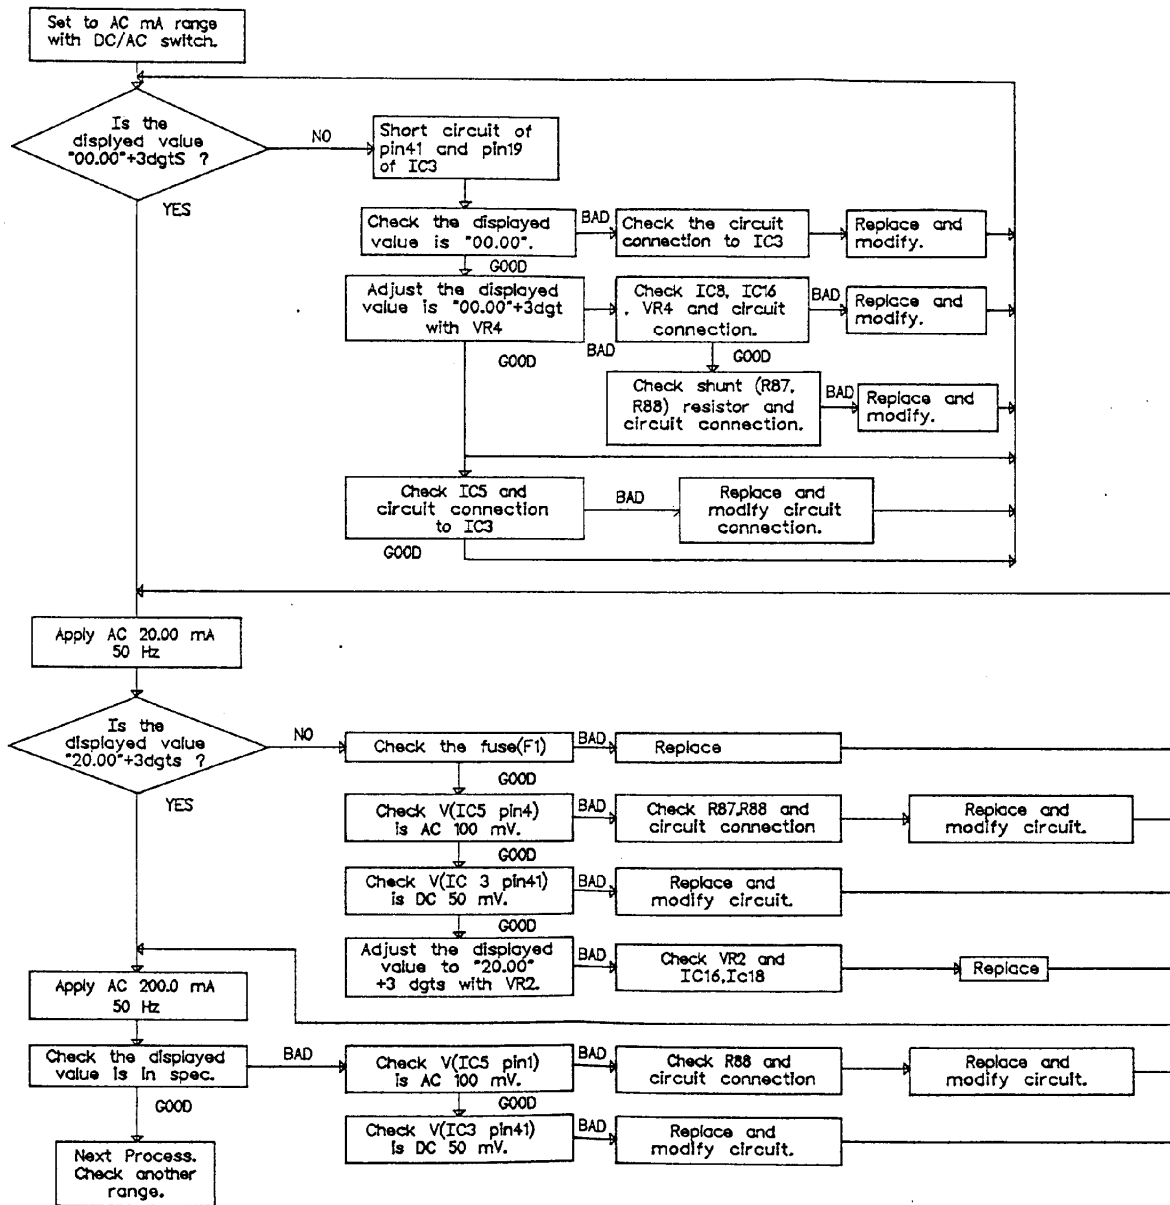 Set to AC mA range
with DC/AC switch.
Is the
displyed value
"00.00"+3dgtS ?
NO
YES
Short circuit of
pin41 and pin19
of IC3
Check the displayed
value is "00.00".
BAD
Check the circuit
connection to IC3
Replace and
modify.
GOOD
Adjust the displayed
value is "00.00"+3dgt
with VR4
BAD
Check IC8, IC16
, VR4 and circuit
connection.
BAD
Replace and
modify.
GOOD
GOOD
Check shunt (R87,
R88) resistor and
circuit connection.
BAD
Replace and
modify.
Check IC5 and
circuit connection
to IC3
BAD
Replace and
modify circuit
connection.
GOOD
Apply AC 20.00 mA
50 Hz
Is the
displayed value
"20.00"+3dgts ?
NO
YES
Check the fuse(F1)
BAD
Replace
GOOD
Check V(IC5 pin4)
is AC 100 mV.
BAD
Check R87,R88 and
circuit connection
Replace and
modify circuit.
GOOD
Check V(IC 3 pin41)
is DC 50 mV.
BAD
Replace and
modify circuit.
GOOD
Adjust the displayed
value to "20.00"
+3 dgts with VR2.
BAD
Check VR2 and
IC16,Ic18
Replace
Apply AC 200.0 mA
50 Hz
Check the displayed
value is in spec.
BAD
GOOD
Check V(IC5 pin1)
is AC 100 mV.
BAD
Check R88 and
circuit connection
Replace and
modify circuit.
GOOD
Check V(IC3 pin41)
is DC 50 mV.
BAD
Replace and
modify circuit.
Next Process.
Check another
range.